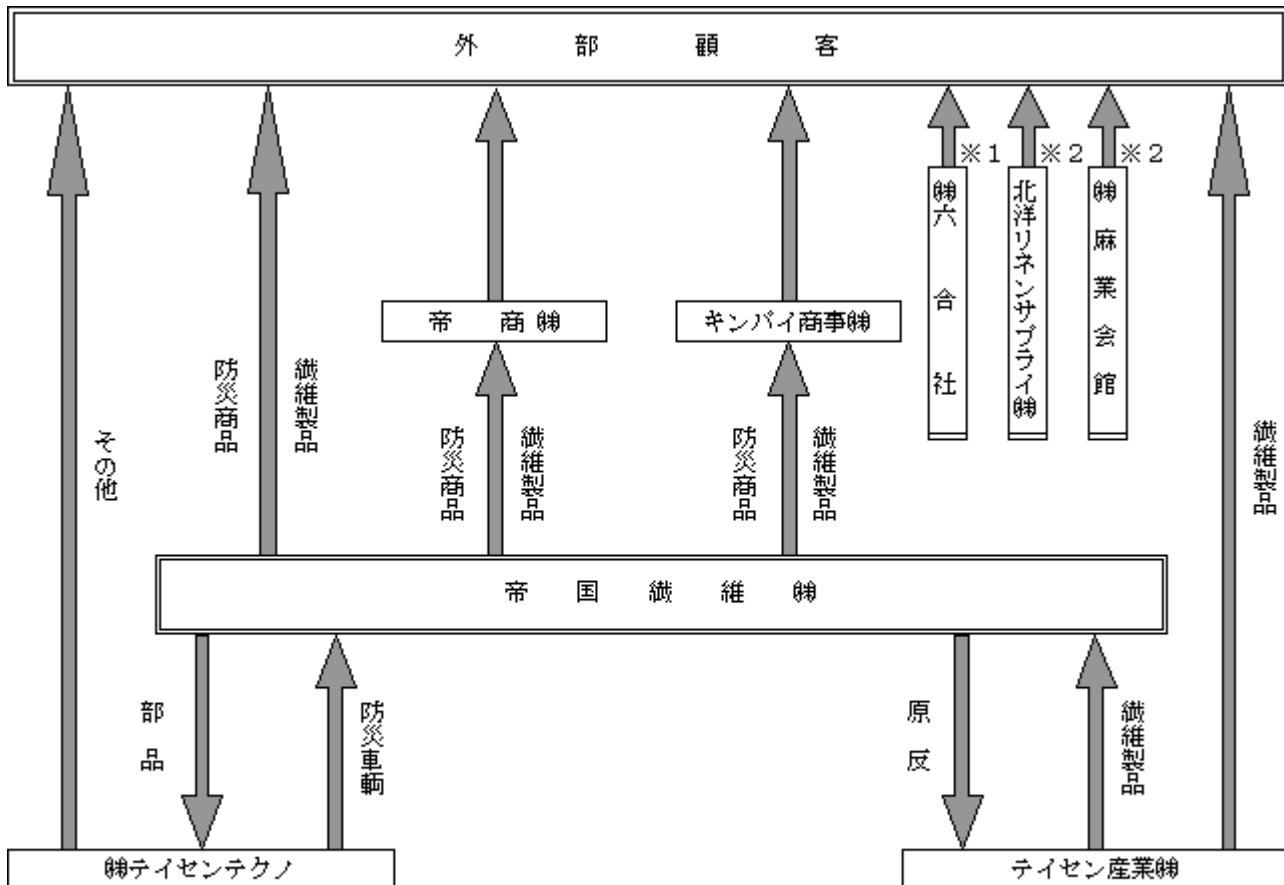 外部顧客
※1
※2
※2
㈱六合社
北洋リネンサプライ㈱
㈱麻業会館
帝商㈱
キンパイ商事㈱
その他
防災商品
繊維製品
防災商品
繊維製品
防災商品
繊維製品
繊維製品
帝国繊維㈱
部品
防災車輌
原反
繊維製品
㈱テイセンテクノ
テイセン産業㈱